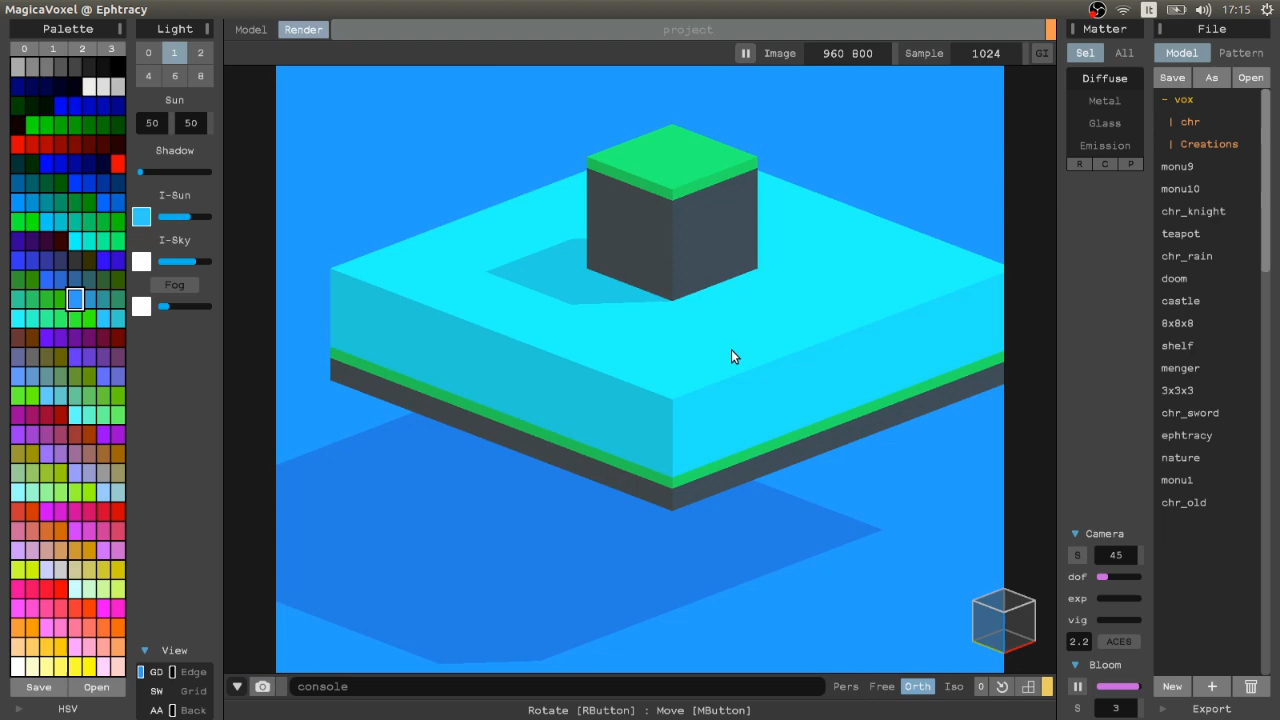 MagicaVoxel @ Ephtracy
lt
17:15
Palette
Light
Model
Render
project
Matter
File
0 1 2 3
0 1 2
4 6 8
Image
960 800
Sample
1024
GI
Sel
All
Model
Pattern
Sun
50 50
Shadow
I-Sun
I-Sky
Fog
Diffuse
Metal
Glass
Emission
R C P
Save
As
Open
- vox
| chr
| Creations
monu9
monu10
chr_knight
teapot
chr_rain
doom
castle
8x8x8
shelf
menger
3x3x3
chr_sword
ephtracy
nature
monu1
chr_old
Camera
S 45
dof
exp
vig
2.2 ACES
Bloom
S 3
View
GD Edge
SW Grid
AA Back
Save
Open
HSV
console
Pers
Free
Orth
Iso
0
New
+
Export
Rotate [RButton] : Move [MButton]